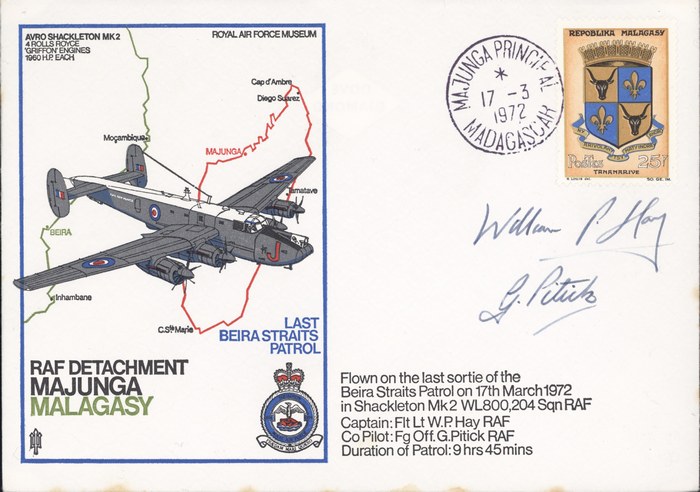 AVRO SHACKLETON MK2
4 ROLLS ROYCE
'GRIFFON' ENGINES
1960 H.P. EACH
ROYAL AIR FORCE MUSEUM
Cap d'Ambre
Diego Suarez
Moçambique
MAJUNGA
Tamatave
BEIRA
Inhambane
C.Ste Marie
J
LAST
BEIRA STRAITS
PATROL
RAF DETACHMENT
MAJUNGA
MALAGASY
MAJUNGA PRINCIPAL
*
17 - 3
1972
MADAGASCAR
REPOBLIKA MALAGASY
Postes 25F
TANANARIVE
William P. Hay
G. Pitick
Flown on the last sortie of the
Beira Straits Patrol on 17th March 1972
in Shackleton Mk2 WL800, 204 Sqn RAF
Captain: Flt Lt W.P. Hay RAF
Co Pilot: Fg Off. G.Pitick RAF
Duration of Patrol: 9 hrs 45 mins